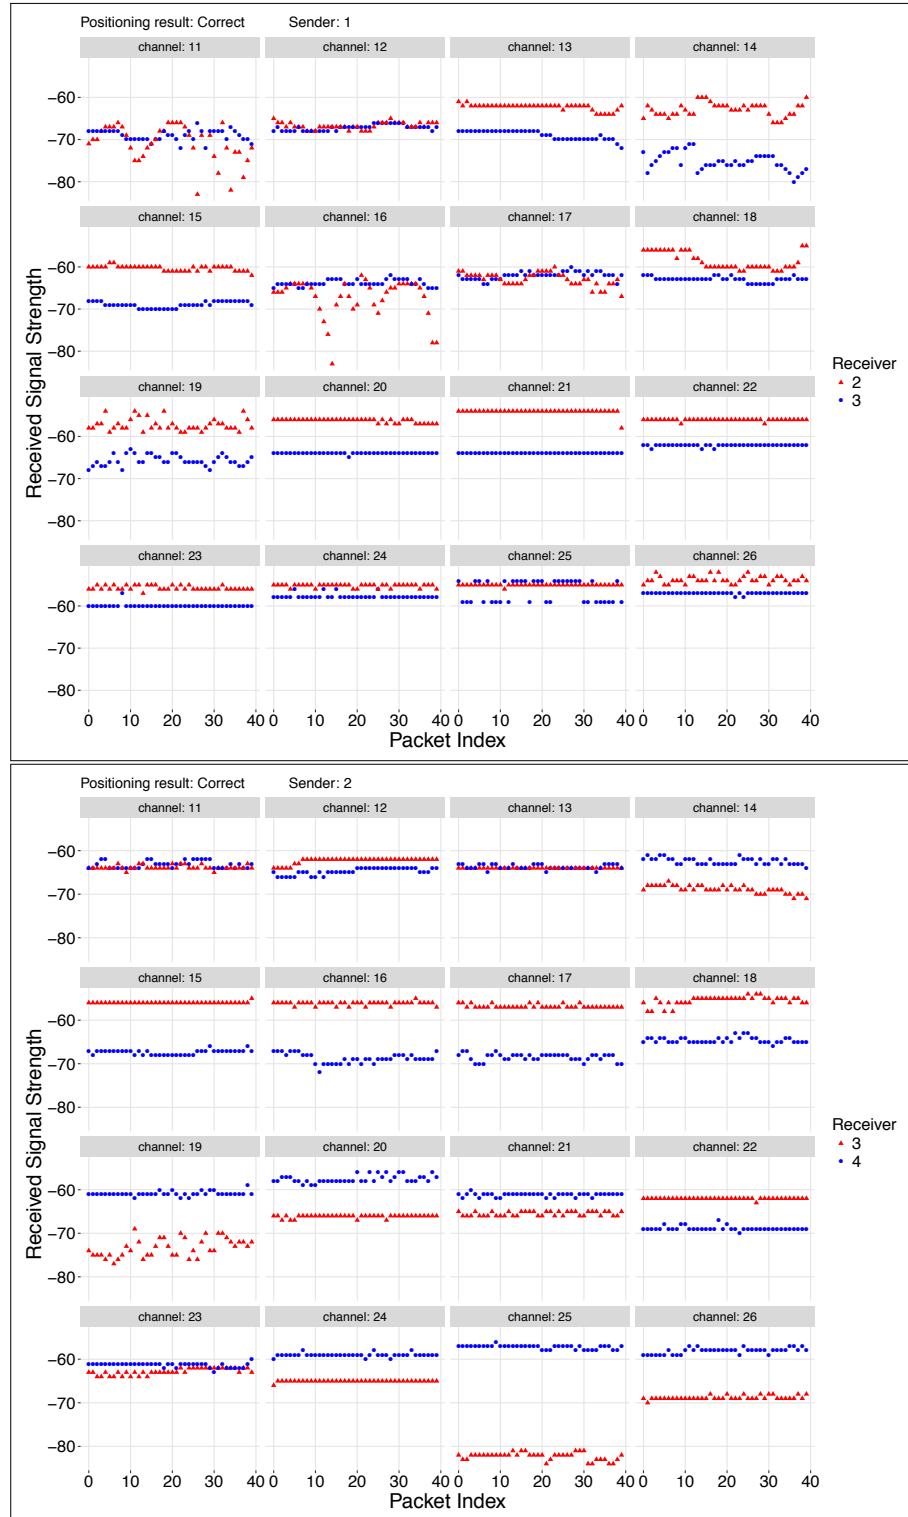 Positioning result: Correct Sender: 1
channel: 11 channel: 12 channel: 13 channel: 14
−60
−70
−80
channel: 15 channel: 16 channel: 17 channel: 18
−60
−70
−80
channel: 19 channel: 20 channel: 21 channel: 22
−60
−70
−80
channel: 23 channel: 24 channel: 25 channel: 26
−60
−70
−80
0 10 20 30 40 0 10 20 30 40 0 10 20 30 40 0 10 20 30 40
Packet Index
Received Signal Strength
Receiver
2
3
Positioning result: Correct Sender: 2
channel: 11 channel: 12 channel: 13 channel: 14
−60
−70
−80
channel: 15 channel: 16 channel: 17 channel: 18
−60
−70
−80
channel: 19 channel: 20 channel: 21 channel: 22
−60
−70
−80
channel: 23 channel: 24 channel: 25 channel: 26
−60
−70
−80
0 10 20 30 40 0 10 20 30 40 0 10 20 30 40 0 10 20 30 40
Packet Index
Received Signal Strength
Receiver
3
4